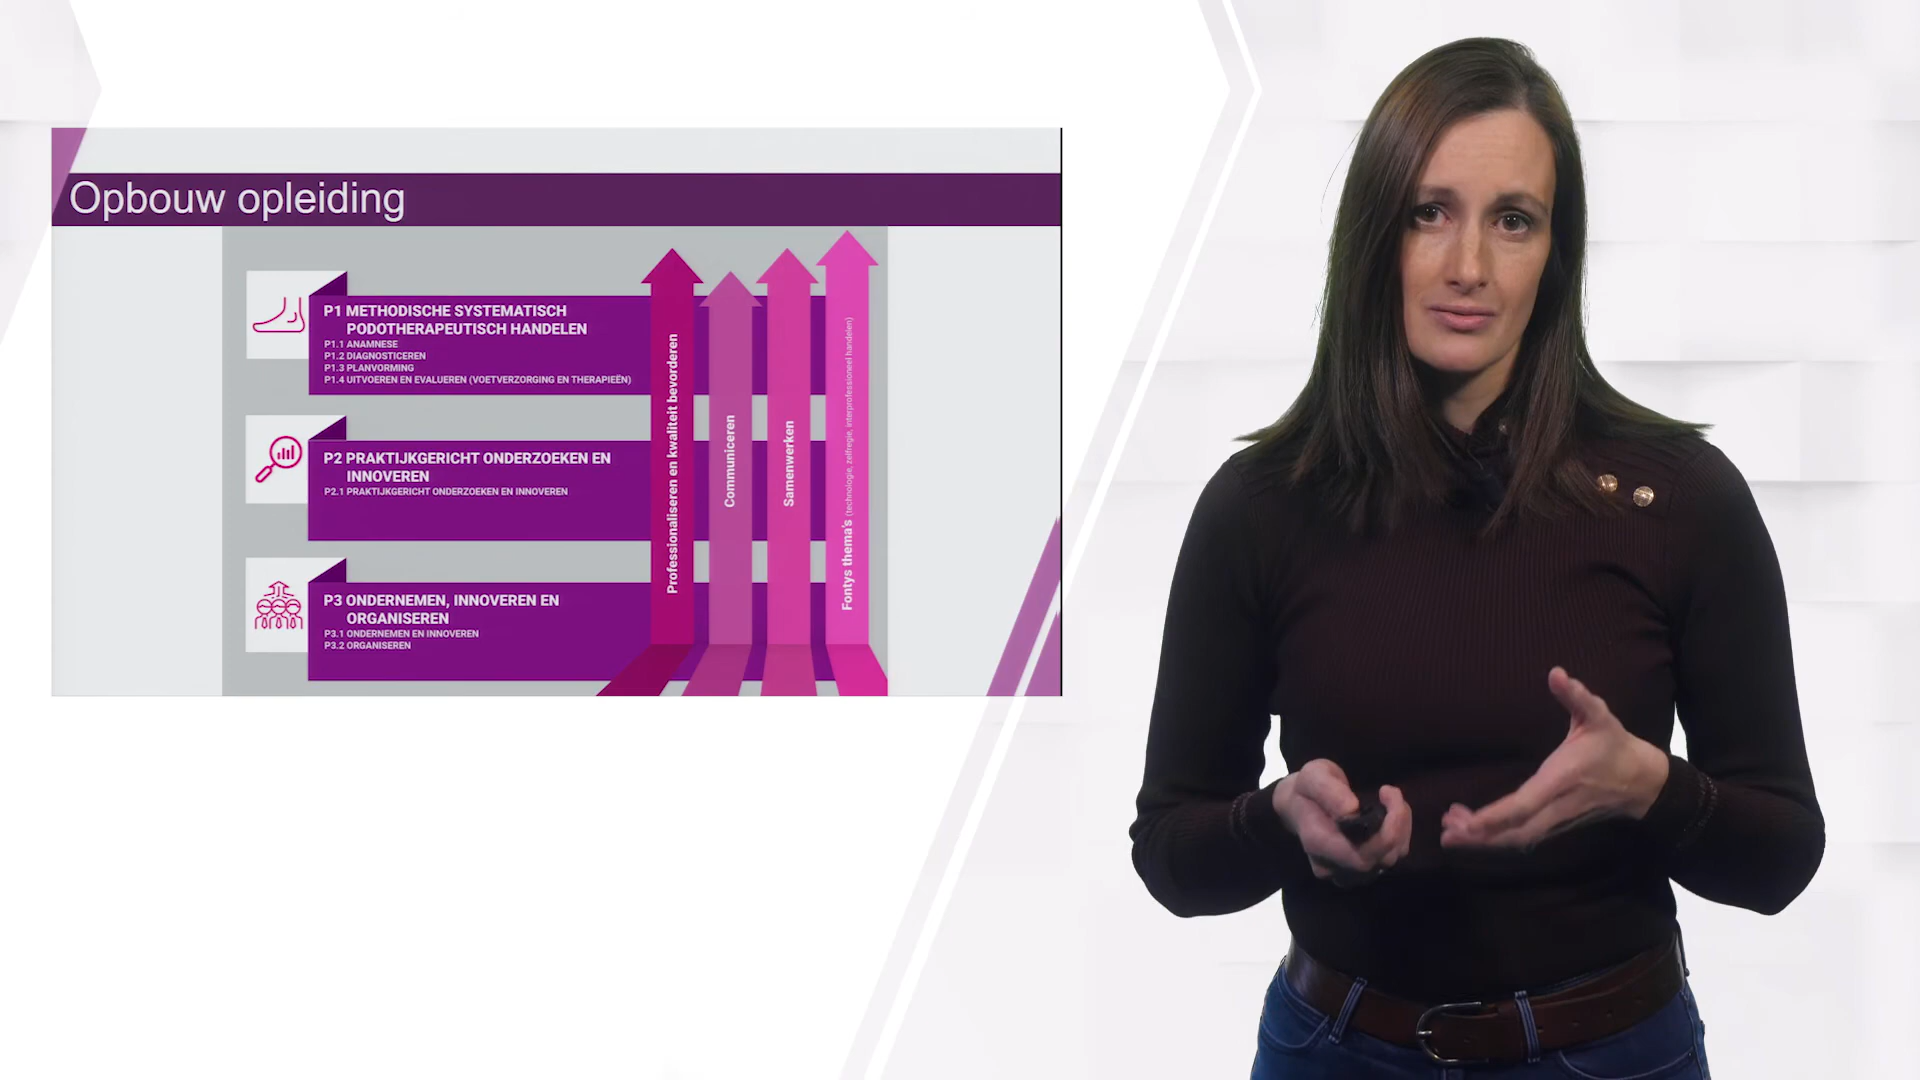 Opbouw opleiding
P1 METHODISCHE SYSTEMATISCH
PODOTHERAPEUTISCH HANDELEN
P1.1 ANAMNESE
P1.2 DIAGNOSTICEREN
P1.3 PLANVORMING
P1.4 UITVOEREN EN EVALUEREN (VOETVERZORGING EN THERAPIEËN)
P2 PRAKTIJKGERICHT ONDERZOEKEN EN
INNOVEREN
P2.1 PRAKTIJKGERICHT ONDERZOEKEN EN INNOVEREN
P3 ONDERNEMEN, INNOVEREN EN
ORGANISEREN
P3.1 ONDERNEMEN EN INNOVEREN
P3.2 ORGANISEREN
Professionaliseren en kwaliteit bevorderen
Communiceren
Samenwerken
Fontys thema's (technologie, zelfregie, interprofessioneel handelen)